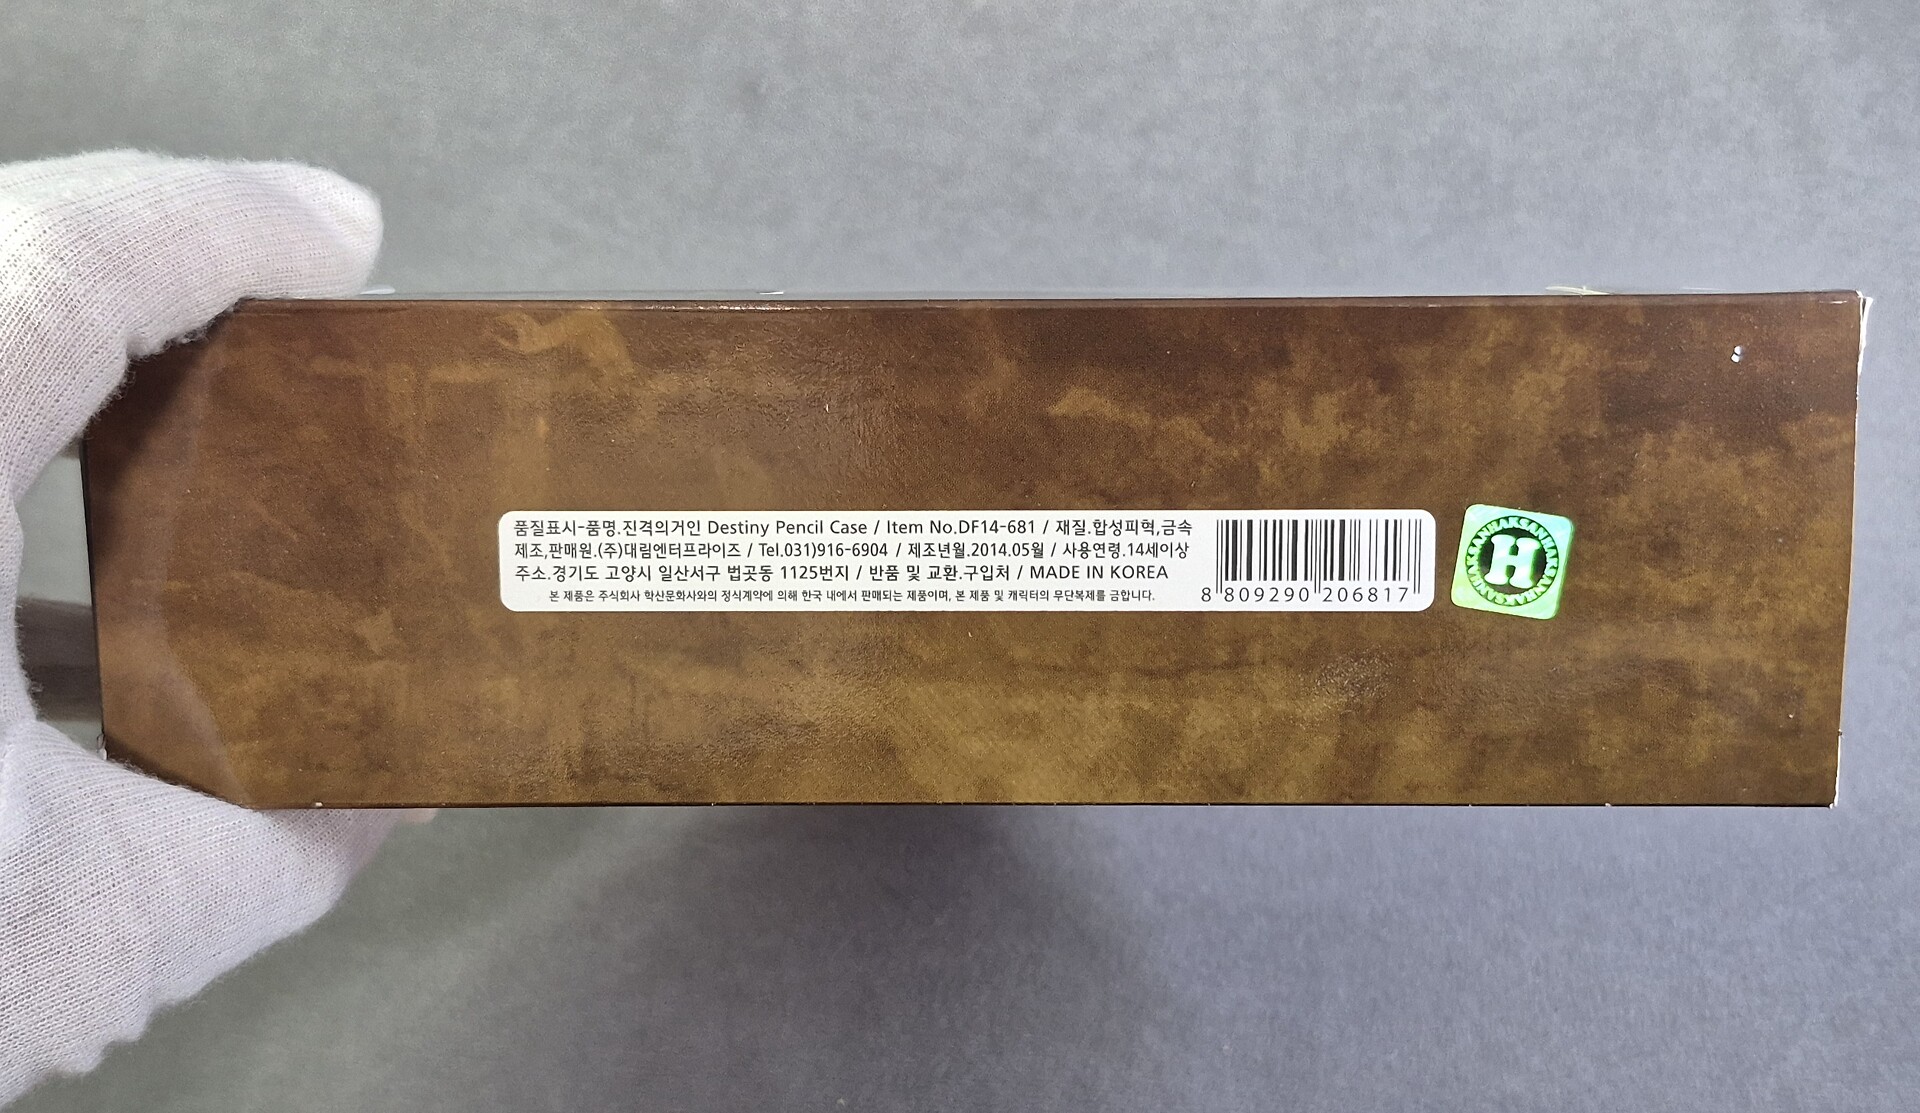 품질표시-품명.진격의거인 Destiny Pencil Case / Item No.DF14-681 / 재질.합성피혁,금속
제조,판매원.(주)대림엔터프라이즈 / Tel.031)916-6904 / 제조년월.2014.05월 / 사용연령.14세이상
주소.경기도 고양시 일산서구 법곳동 1125번지 / 반품 및 교환.구입처 / MADE IN KOREA
본 제품은 주식회사 학산문화사와의 정식계약에 의해 한국 내에서 판매되는 제품이며, 본 제품 및 캐릭터의 무단복제를 금합니다.
8 809290 206817
HAKSAN HAKSAN HAKSAN HAKSAN
H